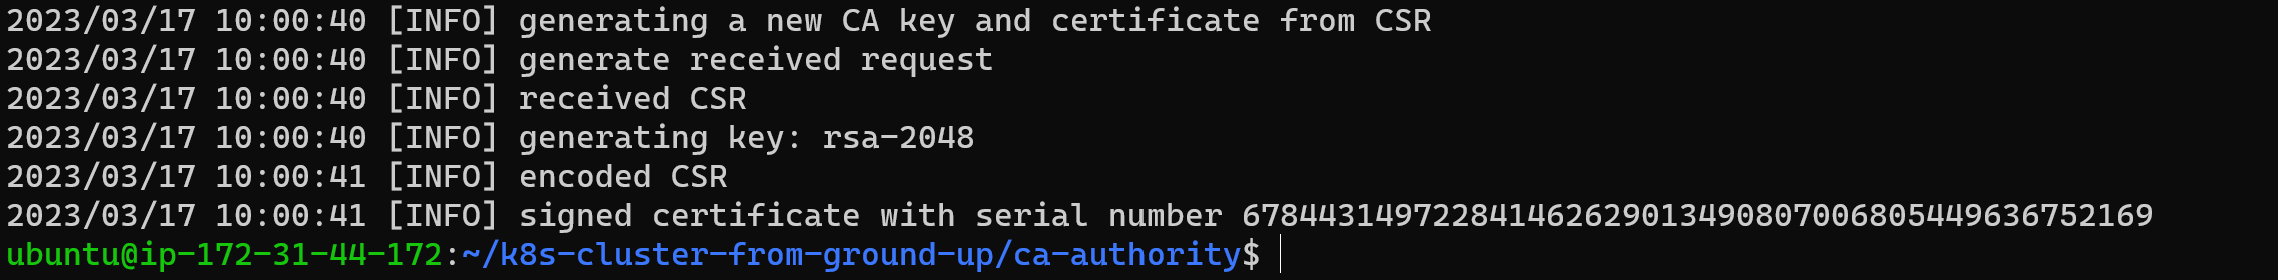 2023/03/17 10:00:40 [INFO] generating a new CA key and certificate from CSR
2023/03/17 10:00:40 [INFO] generate received request
2023/03/17 10:00:40 [INFO] received CSR
2023/03/17 10:00:40 [INFO] generating key: rsa-2048
2023/03/17 10:00:41 [INFO] encoded CSR
2023/03/17 10:00:41 [INFO] signed certificate with serial number 678443149722841462629013490807006805449636752169
ubuntu@ip-172-31-44-172:~/k8s-cluster-from-ground-up/ca-authority$